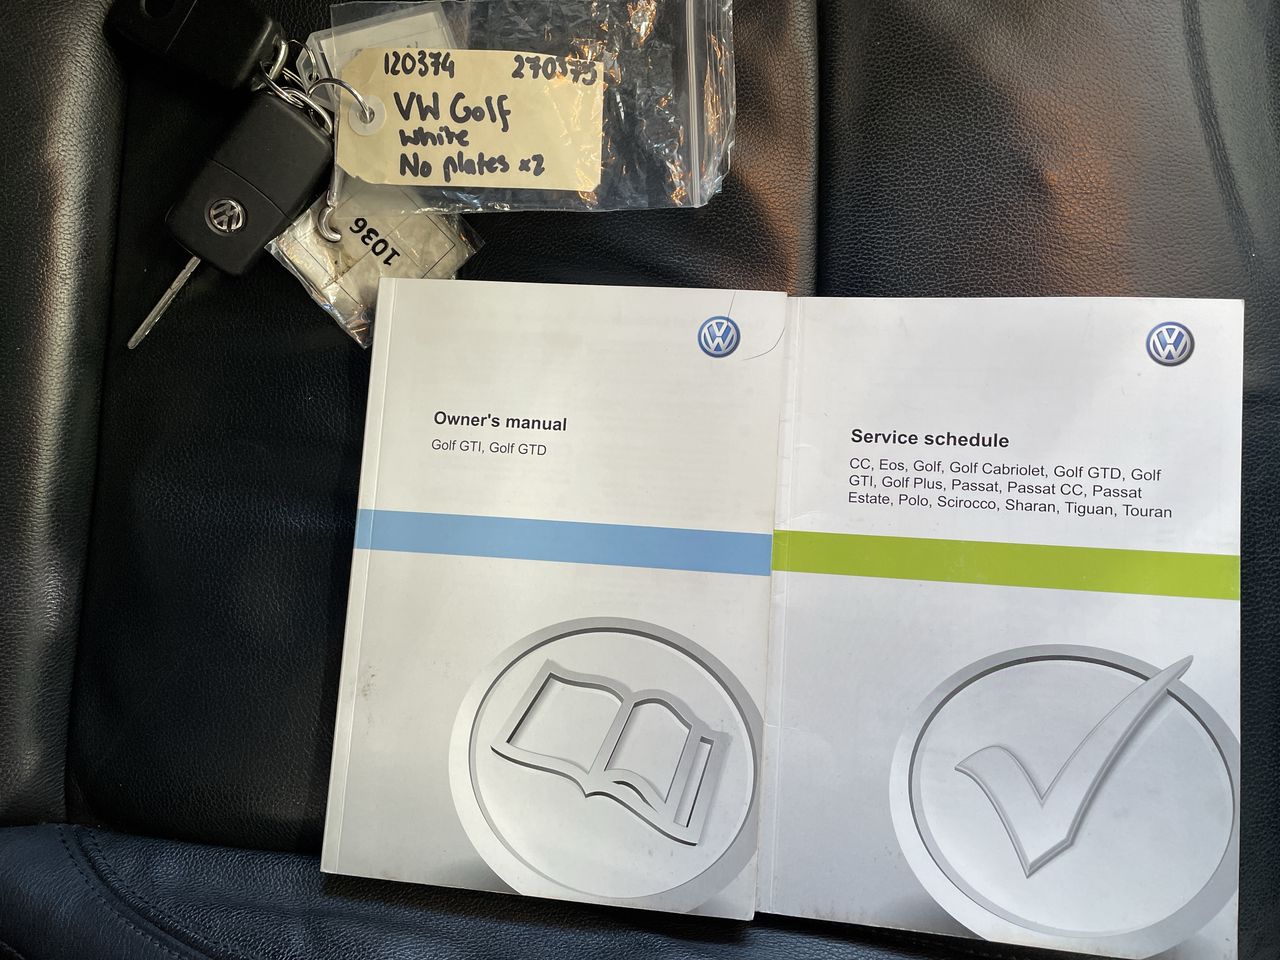 120374 270375
VW Golf
white
No plates x2
1036
Owner's manual
Golf GTI, Golf GTD
Service schedule
CC, Eos, Golf, Golf Cabriolet, Golf GTD, Golf
GTI, Golf Plus, Passat, Passat CC, Passat
Estate, Polo, Scirocco, Sharan, Tiguan, Touran